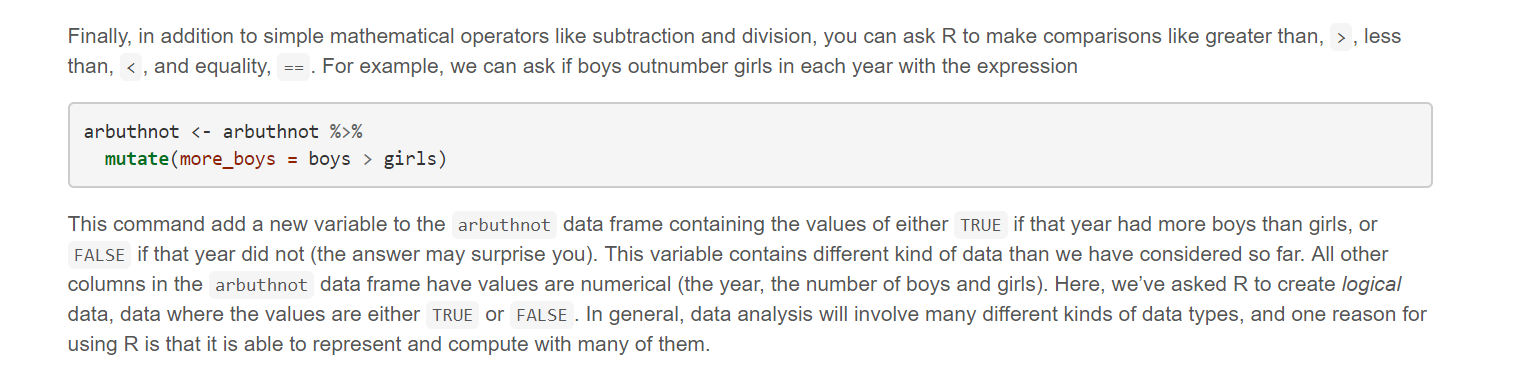 Finally, in addition to simple mathematical operators like subtraction and division, you can ask R to make comparisons like greater than, >, less
than, <, and equality, ==. For example, we can ask if boys outnumber girls in each year with the expression
arbuthnot <- arbuthnot %>%
  mutate(more_boys = boys > girls)
This command add a new variable to the arbuthnot data frame containing the values of either TRUE if that year had more boys than girls, or
FALSE if that year did not (the answer may surprise you). This variable contains different kind of data than we have considered so far. All other
columns in the arbuthnot data frame have values are numerical (the year, the number of boys and girls). Here, we’ve asked R to create logical
data, data where the values are either TRUE or FALSE. In general, data analysis will involve many different kinds of data types, and one reason for
using R is that it is able to represent and compute with many of them.